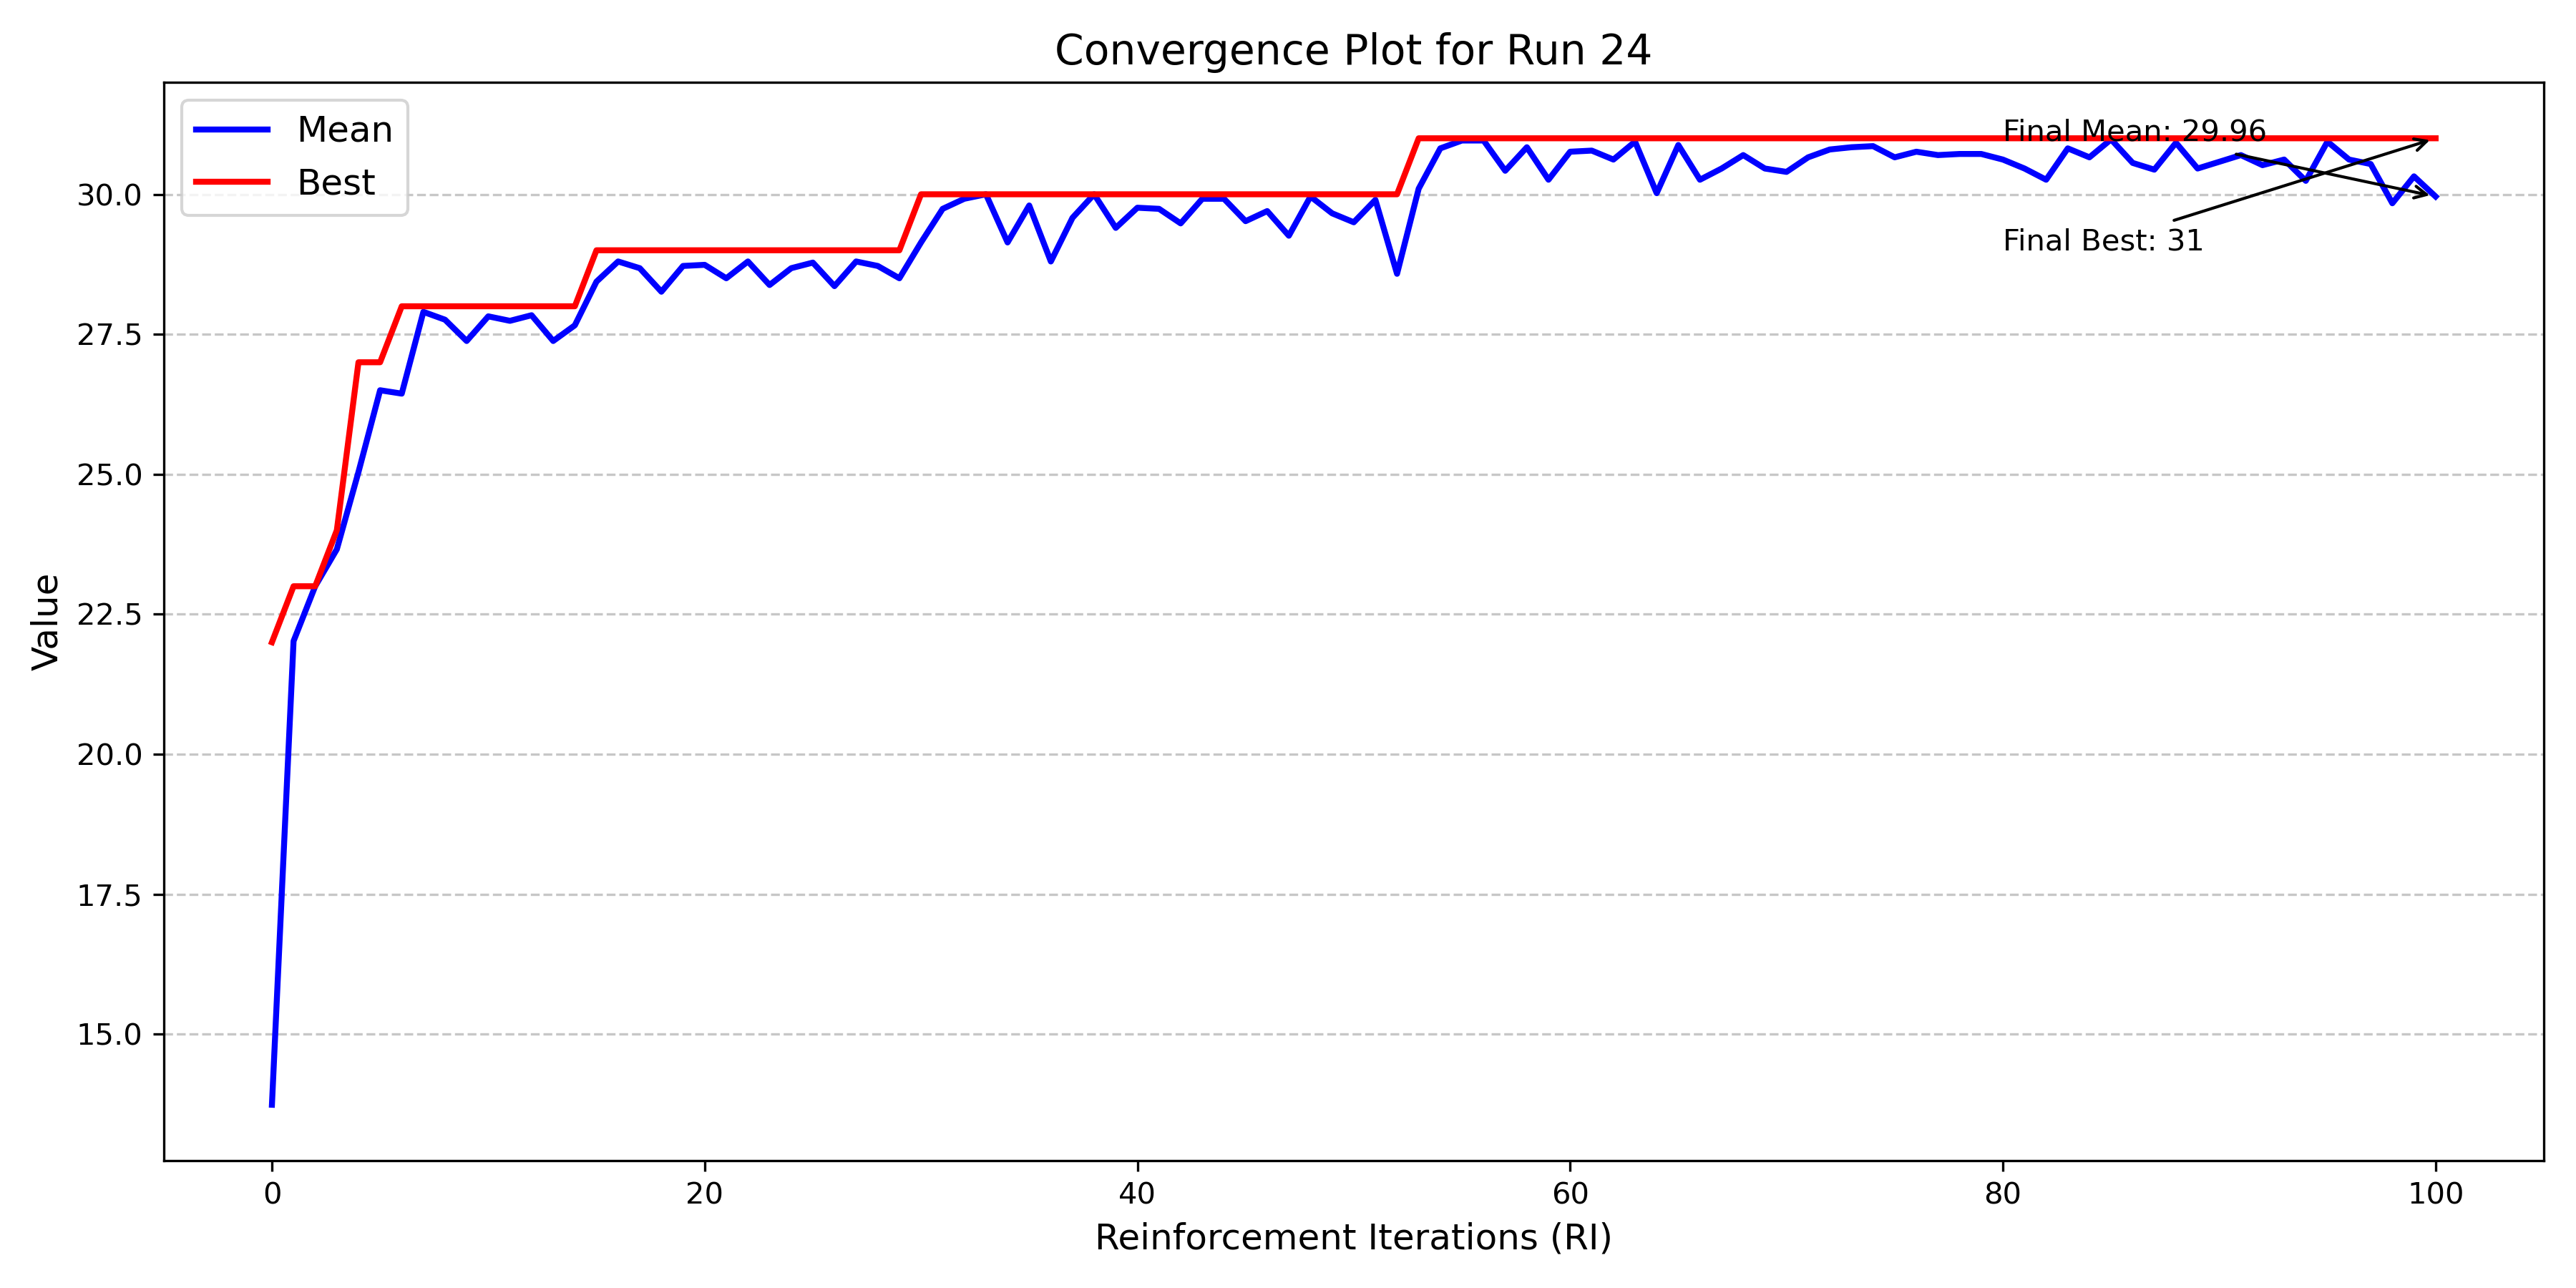 Convergence Plot for Run 24
Mean
Best
Final Mean: 29.96
Final Best: 31
Value
30.0
27.5
25.0
22.5
20.0
17.5
15.0
0
20
40
60
80
100
Reinforcement Iterations (RI)